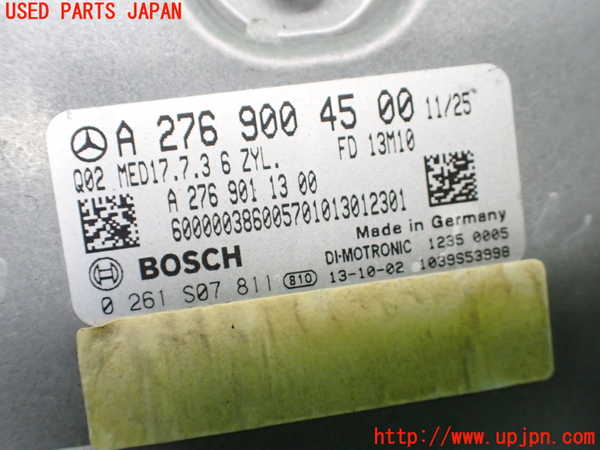 USED PARTS JAPAN
A 276 900 45 00 11/25
Q02 MED17.7.3 6 ZYL. FD 13M10
A 276 901 13 00
600000386005701013012301
Made in Germany
BOSCH DI-MOTRONIC 1235 0005
0 261 S07 811 810 13-10-02 1039S53998
http://www.upjpn.com/